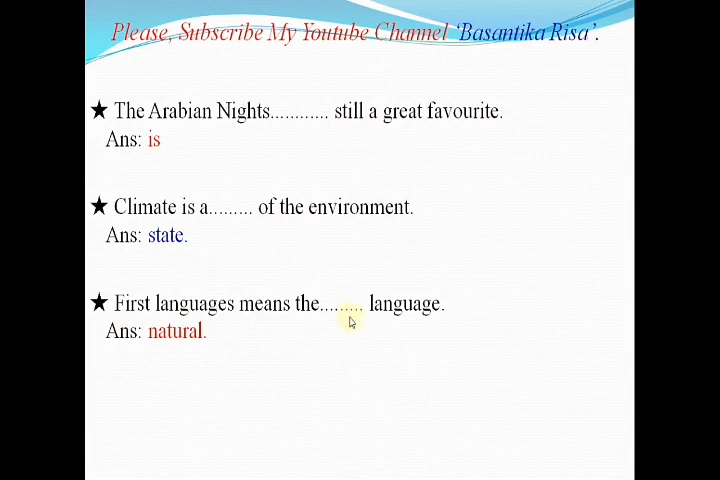 Please, Subscribe My Youtube Channel ‘Basantika Risa’.
★ The Arabian Nights............ still a great favourite.
Ans: is
★ Climate is a......... of the environment.
Ans: state.
★ First languages means the......... language.
Ans: natural.